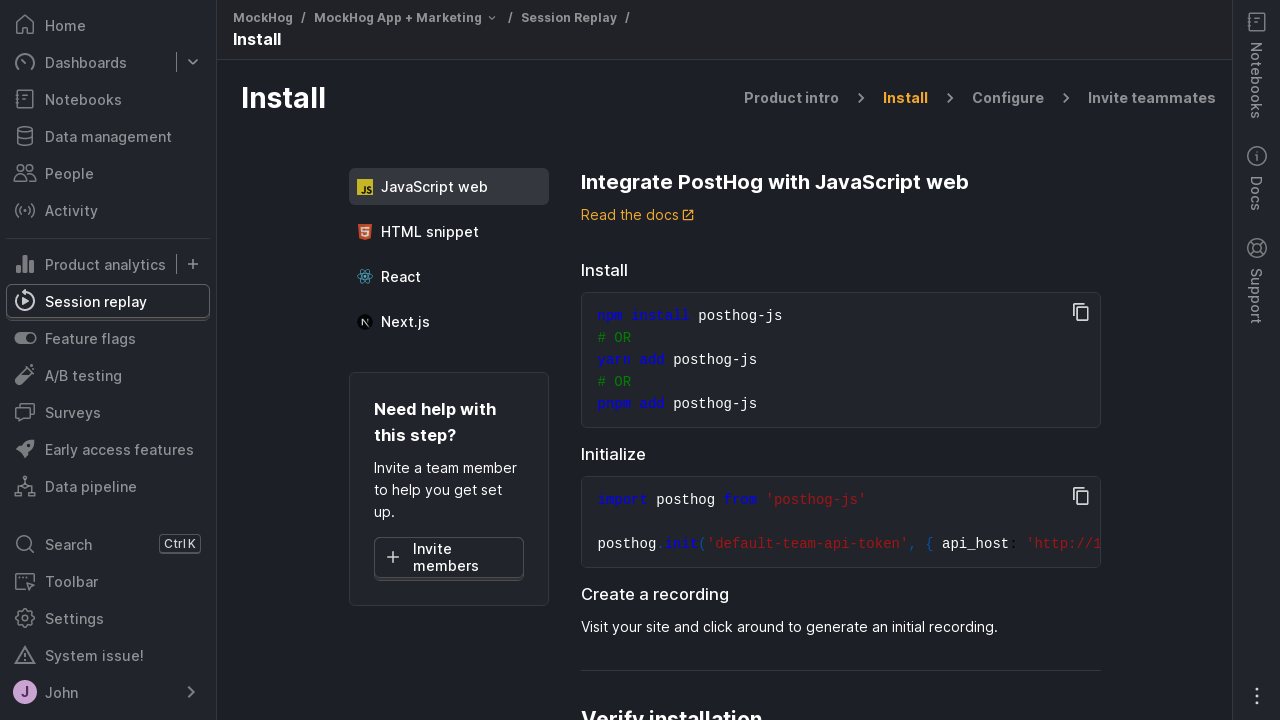 Home
Dashboards
Notebooks
Data management
People
Activity
Product analytics
Session replay
Feature flags
A/B testing
Surveys
Early access features
Data pipeline
Search Ctrl K
Toolbar
Settings
System issue!
J John
MockHog / MockHog App + Marketing / Session Replay /
Install
Install
Product intro Install Configure Invite teammates
JS JavaScript web
HTML snippet
React
Next.js
Need help with
this step?
Invite a team member
to help you get set
up.
Invite
members
Integrate PostHog with JavaScript web
Read the docs
Install
npm install posthog-js
# OR
yarn add posthog-js
# OR
pnpm add posthog-js
Initialize
import posthog from 'posthog-js'
posthog.init('default-team-api-token', { api_host: 'http://1
Create a recording
Visit your site and click around to generate an initial recording.
Verify installation
Notebooks
Docs
Support